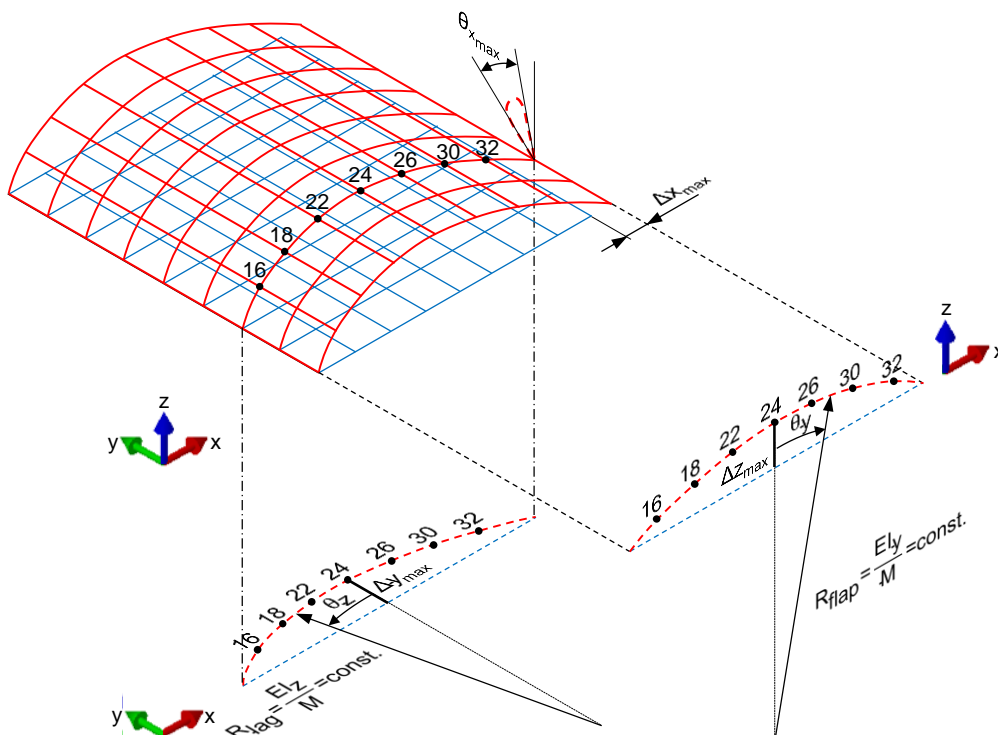 θxmax
16 18 22 24 26 30 32
Δxmax
z
x
16 18 22 24 26 30 32
θy
Δzmax
Rflap = EIy/M = const.
z
y x
16 18 22 24 26 30 32
θz
Δymax
Rlag = EIz/M = const.
y x